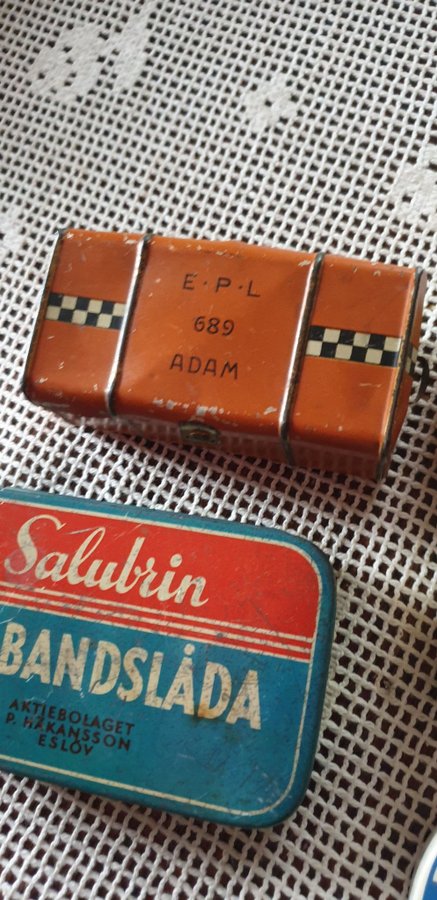 E·P·L
689
ADAM
Salubrin
BANDSLÅDA
AKTIEBOLAGET
P. HÅKANSSON
ESLÖV